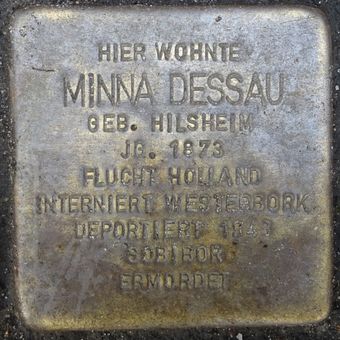 HIER WOHNTE
MINNA DESSAU
GEB. HILSHEIM
JG. 1873
FLUCHT HOLLAND
INTERNIERT WESTERBORK
DEPORTIERT 1943
SOBIBOR
ERMORDET